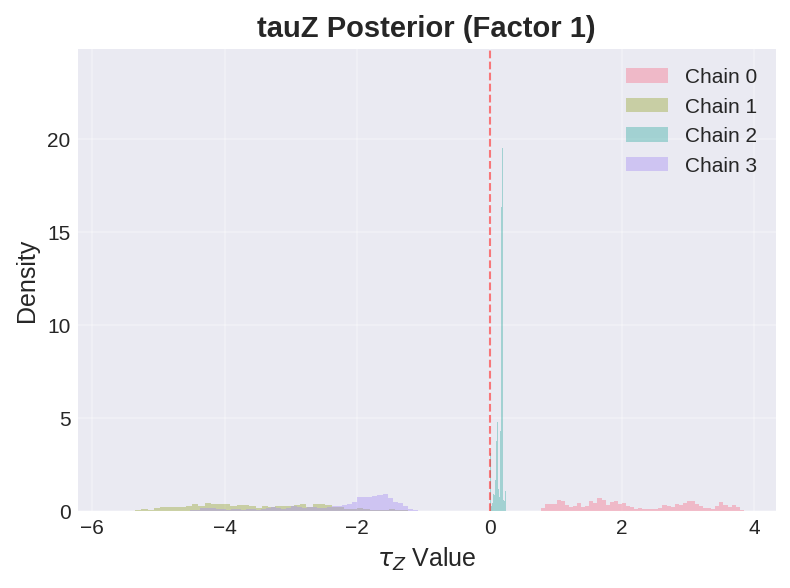 tauZ Posterior (Factor 1)
Chain 0
Chain 1
Chain 2
Chain 3
Density
20
15
10
5
0
−6 −4 −2 0 2 4
τZ Value